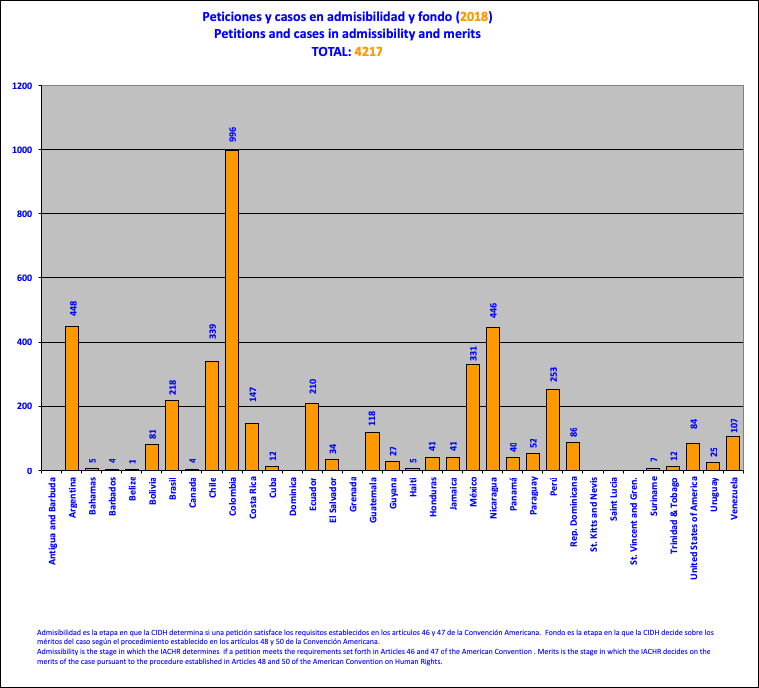 Peticiones y casos en admisibilidad y fondo (2018)
Petitions and cases in admissibility and merits
TOTAL: 4217
1200
1000
800
600
400
200
0
448
5
4
1
81
218
4
339
996
147
12
210
34
118
27
5
41
41
331
446
40
52
253
86
7
12
84
25
107
Antigua and Barbuda
Argentina
Bahamas
Barbados
Belize
Bolivia
Brasil
Canada
Chile
Colombia
Costa Rica
Cuba
Dominica
Ecuador
El Salvador
Grenada
Guatemala
Guyana
Haiti
Honduras
Jamaica
México
Nicaragua
Panamá
Paraguay
Perú
Rep. Dominicana
St. Kitts and Nevis
Saint Lucia
St. Vincent and Gren.
Suriname
Trinidad & Tobago
United States of America
Uruguay
Venezuela
Admisibilidad es la etapa en que la CIDH determina si una petición satisface los requisitos establecidos en los artículos 46 y 47 de la Convención Americana. Fondo es la etapa en la que la CIDH decide sobre los
méritos del caso según el procedimiento establecido en los artículos 48 y 50 de la Convención Americana.
Admissibility is the stage in which the IACHR determines if a petition meets the requirements set forth in Articles 46 and 47 of the American Convention . Merits is the stage in which the IACHR decides on the
merits of the case pursuant to the procedure established in Articles 48 and 50 of the American Convention on Human Rights.